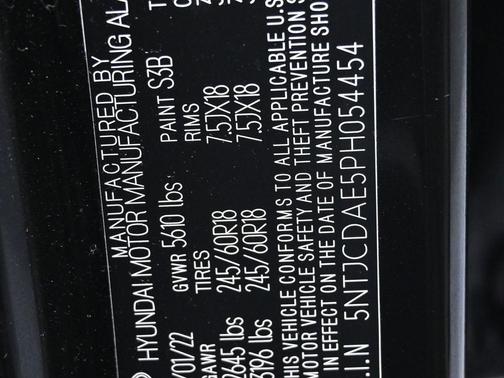 MANUFACTURED BY
HYUNDAI MOTOR MANUFACTURING ALA
/01/22 GVWR 5610 lbs PAINT S3B
GAWR TIRES RIMS
2645 lbs 245/60R18 7.5JX18
3196 lbs 245/60R18 7.5JX18
THIS VEHICLE CONFORMS TO ALL APPLICABLE U.S
MOTOR VEHICLE SAFETY AND THEFT PREVENTION S
IN EFFECT ON THE DATE OF MANUFACTURE SHO
.I.N 5NTJCDAE5PH054454